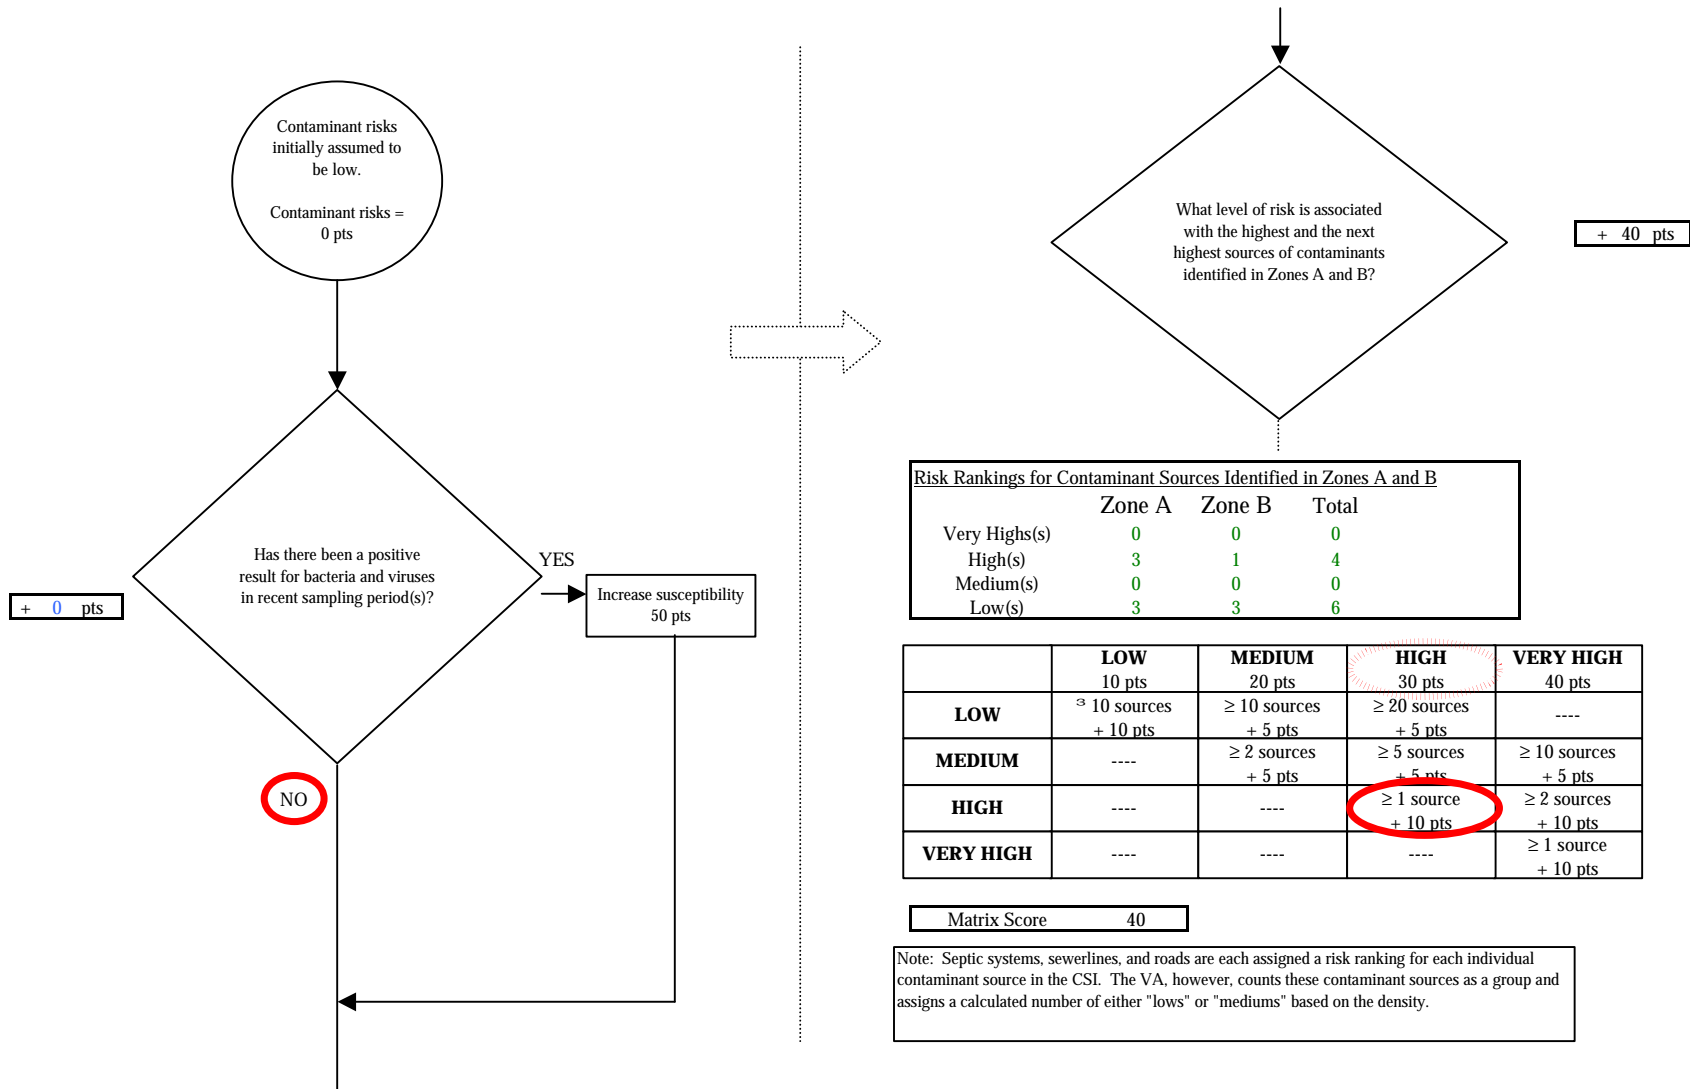 Contaminant risks
initially assumed to
be low.
Contaminant risks =
0 pts
Has there been a positive
result for bacteria and viruses
in recent sampling period(s)?
+ 0 pts
YES
Increase susceptibility
50 pts
NO
What level of risk is associated
with the highest and the next
highest sources of contaminants
identified in Zones A and B?
+ 40 pts
Risk Rankings for Contaminant Sources Identified in Zones A and B
Zone A Zone B Total
Very Highs(s) 0 0 0
High(s) 3 1 4
Medium(s) 0 0 0
Low(s) 3 3 6
LOW MEDIUM HIGH VERY HIGH
10 pts 20 pts 30 pts 40 pts
LOW ³ 10 sources ≥ 10 sources ≥ 20 sources ----
+ 10 pts + 5 pts + 5 pts
MEDIUM ---- ≥ 2 sources ≥ 5 sources ≥ 10 sources
+ 5 pts + 5 pts + 5 pts
HIGH ---- ---- ≥ 1 source ≥ 2 sources
+ 10 pts + 10 pts
VERY HIGH ---- ---- ---- ≥ 1 source
+ 10 pts
Matrix Score 40
Note: Septic systems, sewerlines, and roads are each assigned a risk ranking for each individual
contaminant source in the CSI. The VA, however, counts these contaminant sources as a group and
assigns a calculated number of either "lows" or "mediums" based on the density.